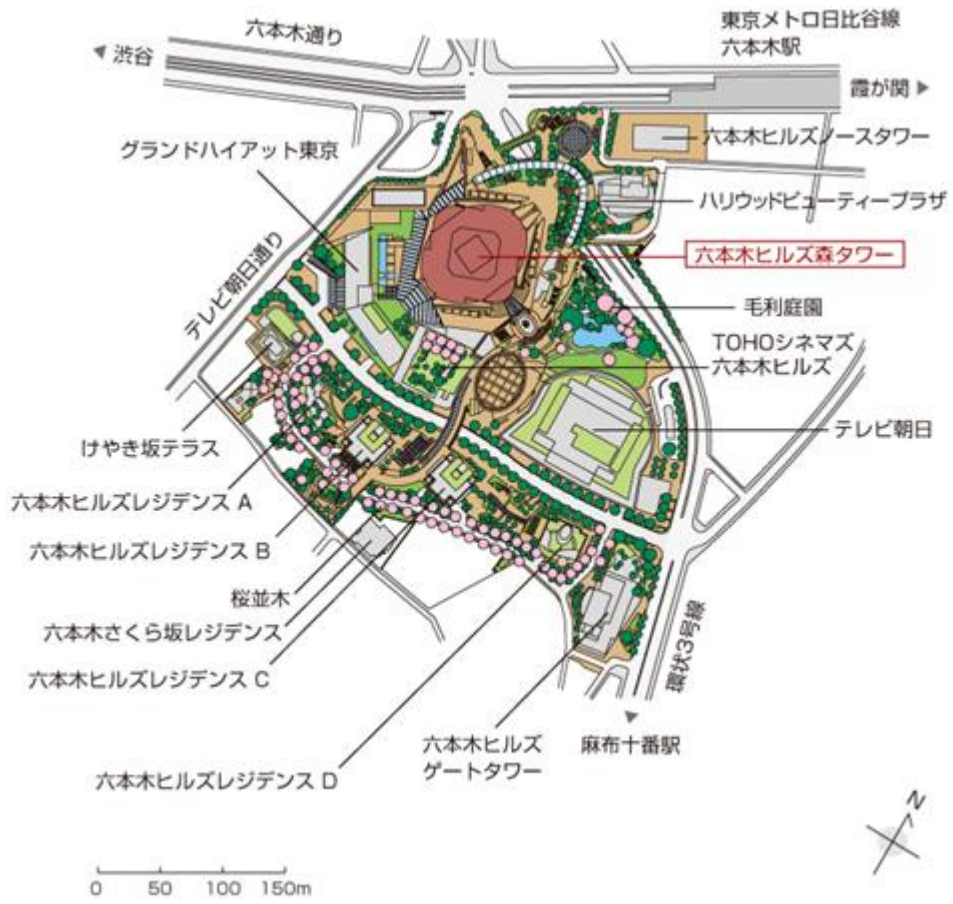 六本木通り
東京メトロ日比谷線
六本木駅
渋谷
霞が関
六本木ヒルズノースタワー
グランドハイアット東京
ハリウッドビューティープラザ
六本木ヒルズ森タワー
テレビ朝日通り
毛利庭園
TOHOシネマズ
六本木ヒルズ
テレビ朝日
けやき坂テラス
六本木ヒルズレジデンス A
六本木ヒルズレジデンス B
桜並木
六本木さくら坂レジデンス
六本木ヒルズレジデンス C
環状3号線
六本木ヒルズ
ゲートタワー
麻布十番駅
六本木ヒルズレジデンス D
N
0 50 100 150m